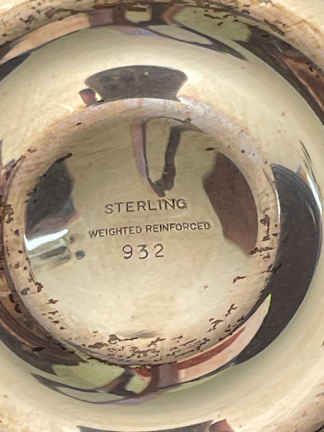 STERLING
WEIGHTED REINFORCED
932